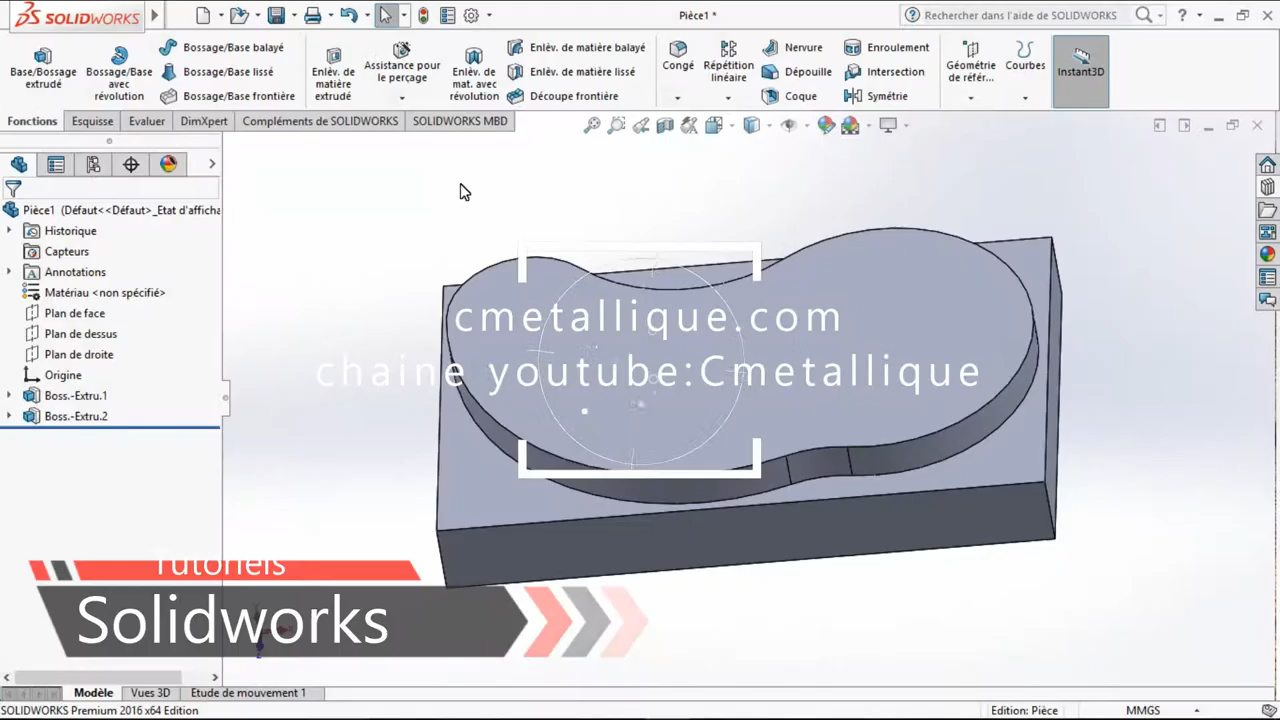 SOLIDWORKS
Pièce1 *
Rechercher dans l'aide de SOLIDWORKS
Base/Bossage extrudé
Bossage/Base avec révolution
Bossage/Base balayé
Bossage/Base lissé
Bossage/Base frontière
Enlèv. de matière extrudé
Assistance pour le perçage
Enlèv. de mat. avec révolution
Enlèv. de matière balayé
Enlèv. de matière lissé
Découpe frontière
Congé
Répétition linéaire
Nervure
Dépouille
Coque
Enroulement
Intersection
Symétrie
Géométrie de référ...
Courbes
Instant3D
Fonctions
Esquisse
Evaluer
DimXpert
Compléments de SOLIDWORKS
SOLIDWORKS MBD
Pièce1 (Défaut<<Défaut>_Etat d'afficha
Historique
Capteurs
Annotations
Matériau <non spécifié>
Plan de face
Plan de dessus
Plan de droite
Origine
Boss.-Extru.1
Boss.-Extru.2
cmetallique.com
chaine youtube:Cmetallique
Tutoriels
Solidworks
Modèle
Vues 3D
Etude de mouvement 1
SOLIDWORKS Premium 2016 x64 Edition
Edition: Pièce
MMGS